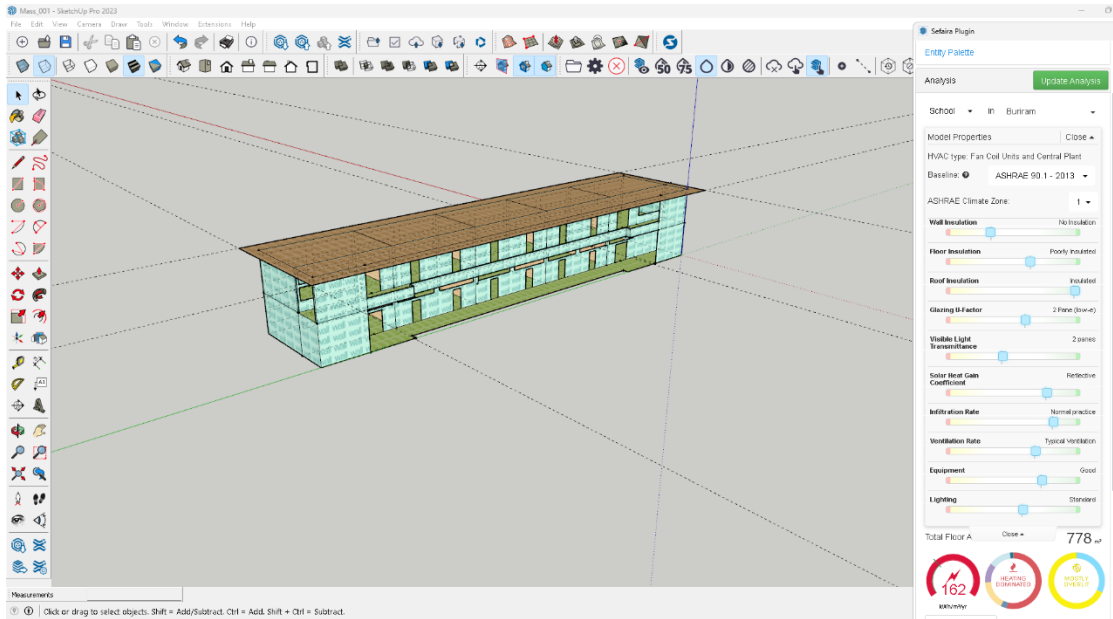 Mass_001 - SketchUp Pro 2023
File Edit View Camera Draw Tools Window Extensions Help
Sefaira Plugin
Entity Palette
Analysis
Update Analysis
School in Buriram
Model Properties
Close
HVAC type: Fan Coil Units and Central Plant
Baseline:
ASHRAE 90.1 - 2013
ASHRAE Climate Zone:
1
Wall Insulation
No Insulation
Floor Insulation
Poorly Insulated
Roof Insulation
Insulated
Glazing U-Factor
2 Pane (low-e)
Visible Light
Transmittance
2 panes
Solar Heat Gain
Coefficient
Reflective
Infiltration Rate
Normal practice
Ventilation Rate
Typical Ventilation
Equipment
Good
Lighting
Standard
Total Floor A
Close
778 m²
162
kWh/m²/yr
HEATING
DOMINATED
MOSTLY
OVERLIT
50
75
A1
Measurements
Click or drag to select objects. Shift = Add/Subtract. Ctrl = Add. Shift + Ctrl = Subtract.